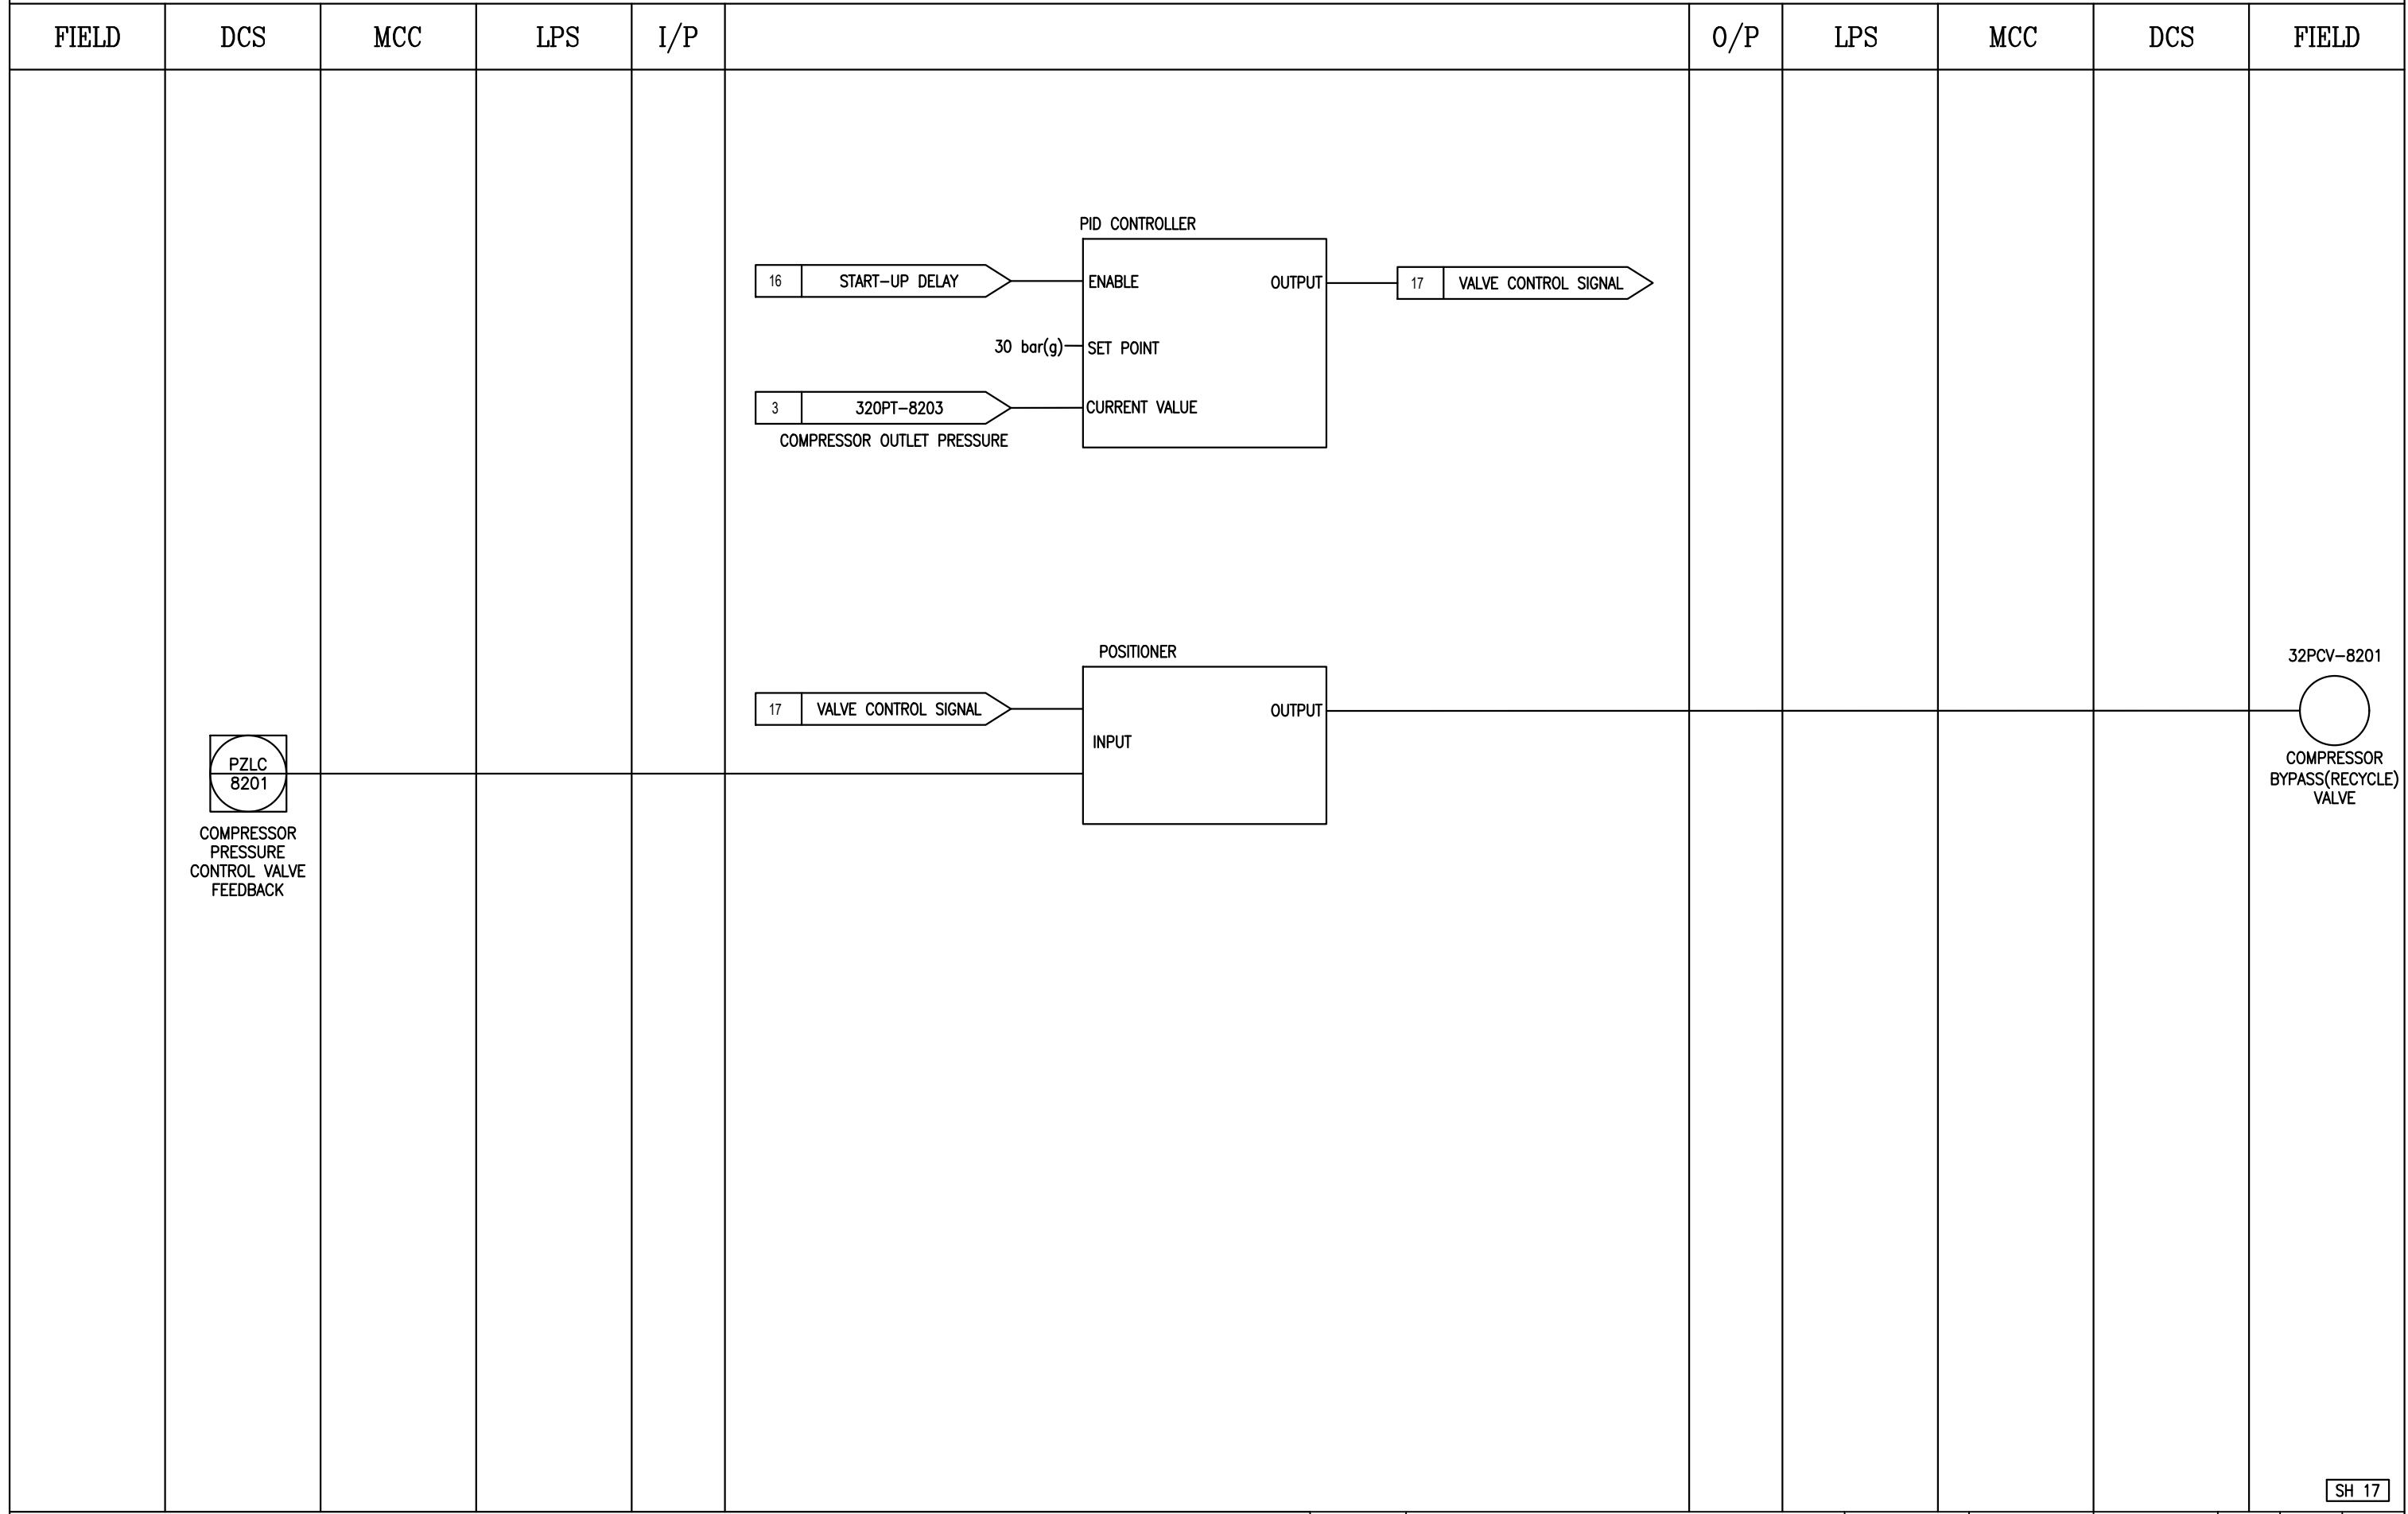 FIELD DCS MCC LPS I/P O/P LPS MCC DCS FIELD
PID CONTROLLER
16 START-UP DELAY ENABLE OUTPUT 17 VALVE CONTROL SIGNAL
30 bar(g) SET POINT
3 320PT-8203 CURRENT VALUE
COMPRESSOR OUTLET PRESSURE
POSITIONER
17 VALVE CONTROL SIGNAL OUTPUT
INPUT
32PCV-8201
COMPRESSOR
BYPASS(RECYCLE)
VALVE
PZLC
8201
COMPRESSOR
PRESSURE
CONTROL VALVE
FEEDBACK
SH 17